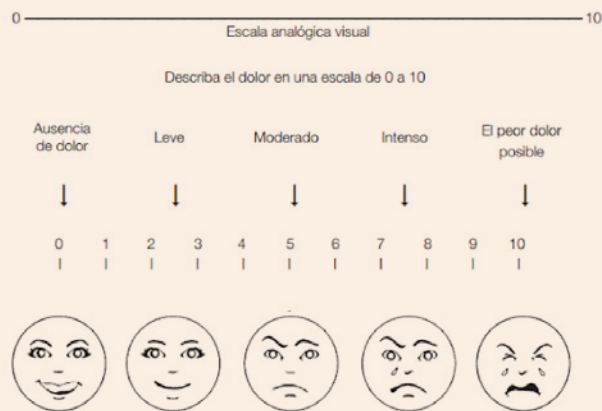 0 10
Escala analógica visual
Describa el dolor en una escala de 0 a 10
Ausencia de dolor
Leve
Moderado
Intenso
El peor dolor posible
0 1 2 3 4 5 6 7 8 9 10